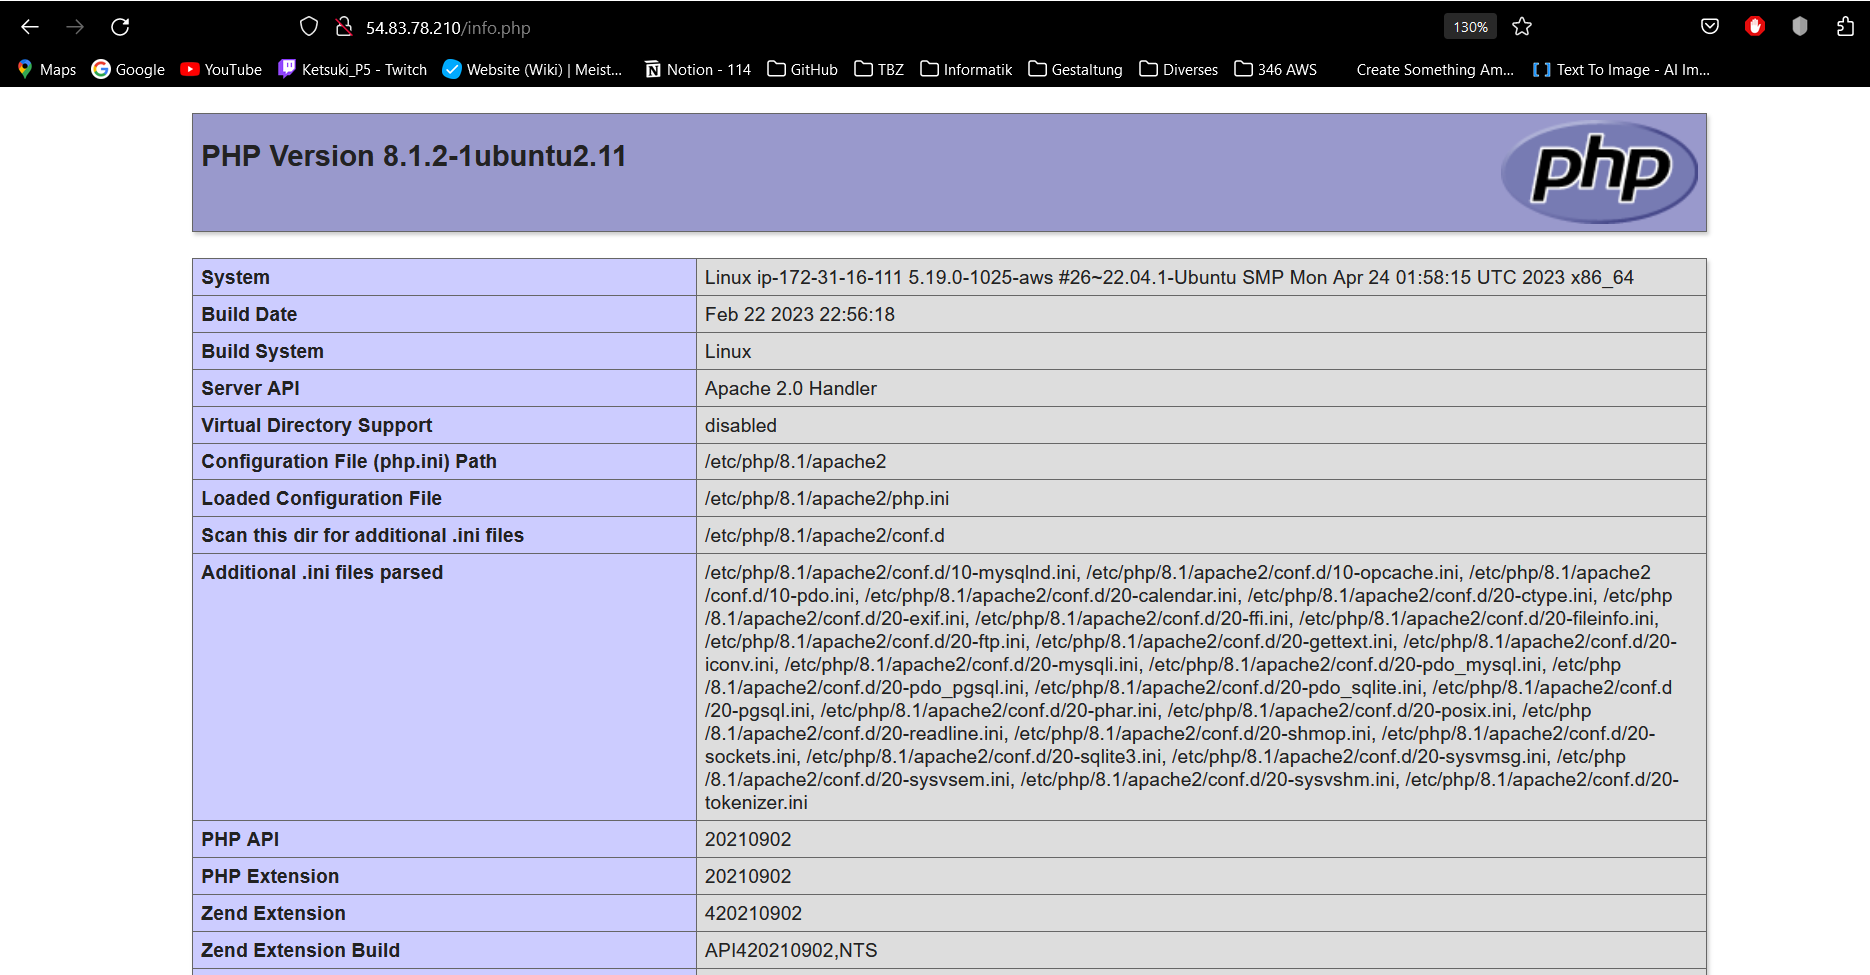 54.83.78.210/info.php
130%
Maps Google YouTube Ketsuki_P5 - Twitch Website (Wiki) | Meist... Notion - 114 GitHub TBZ Informatik Gestaltung Diverses 346 AWS Create Something Am... Text To Image - AI Im...
PHP Version 8.1.2-1ubuntu2.11
php
System Linux ip-172-31-16-111 5.19.0-1025-aws #26~22.04.1-Ubuntu SMP Mon Apr 24 01:58:15 UTC 2023 x86_64
Build Date Feb 22 2023 22:56:18
Build System Linux
Server API Apache 2.0 Handler
Virtual Directory Support disabled
Configuration File (php.ini) Path /etc/php/8.1/apache2
Loaded Configuration File /etc/php/8.1/apache2/php.ini
Scan this dir for additional .ini files /etc/php/8.1/apache2/conf.d
Additional .ini files parsed /etc/php/8.1/apache2/conf.d/10-mysqlnd.ini, /etc/php/8.1/apache2/conf.d/10-opcache.ini, /etc/php/8.1/apache2
/conf.d/10-pdo.ini, /etc/php/8.1/apache2/conf.d/20-calendar.ini, /etc/php/8.1/apache2/conf.d/20-ctype.ini, /etc/php
/8.1/apache2/conf.d/20-exif.ini, /etc/php/8.1/apache2/conf.d/20-ffi.ini, /etc/php/8.1/apache2/conf.d/20-fileinfo.ini,
/etc/php/8.1/apache2/conf.d/20-ftp.ini, /etc/php/8.1/apache2/conf.d/20-gettext.ini, /etc/php/8.1/apache2/conf.d/20-
iconv.ini, /etc/php/8.1/apache2/conf.d/20-mysqli.ini, /etc/php/8.1/apache2/conf.d/20-pdo_mysql.ini, /etc/php
/8.1/apache2/conf.d/20-pdo_pgsql.ini, /etc/php/8.1/apache2/conf.d/20-pdo_sqlite.ini, /etc/php/8.1/apache2/conf.d
/20-pgsql.ini, /etc/php/8.1/apache2/conf.d/20-phar.ini, /etc/php/8.1/apache2/conf.d/20-posix.ini, /etc/php
/8.1/apache2/conf.d/20-readline.ini, /etc/php/8.1/apache2/conf.d/20-shmop.ini, /etc/php/8.1/apache2/conf.d/20-
sockets.ini, /etc/php/8.1/apache2/conf.d/20-sqlite3.ini, /etc/php/8.1/apache2/conf.d/20-sysvmsg.ini, /etc/php
/8.1/apache2/conf.d/20-sysvsem.ini, /etc/php/8.1/apache2/conf.d/20-sysvshm.ini, /etc/php/8.1/apache2/conf.d/20-
tokenizer.ini
PHP API 20210902
PHP Extension 20210902
Zend Extension 420210902
Zend Extension Build API420210902,NTS